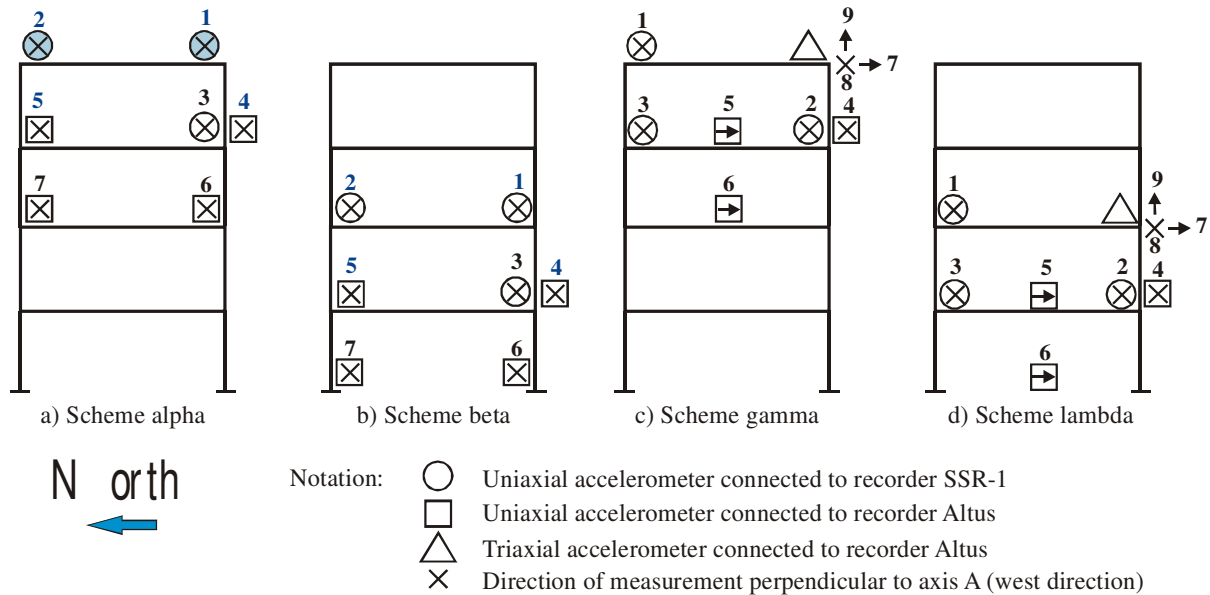 2 1
5 3 4
7 6
a) Scheme alpha
2 1
5 3 4
7 6
b) Scheme beta
1 9
7
8
3 5 2 4
6
c) Scheme gamma
1 9
7
8
3 5 2 4
6
d) Scheme lambda
N orth
Notation:
Uniaxial accelerometer connected to recorder SSR-1
Uniaxial accelerometer connected to recorder Altus
Triaxial accelerometer connected to recorder Altus
Direction of measurement perpendicular to axis A (west direction)